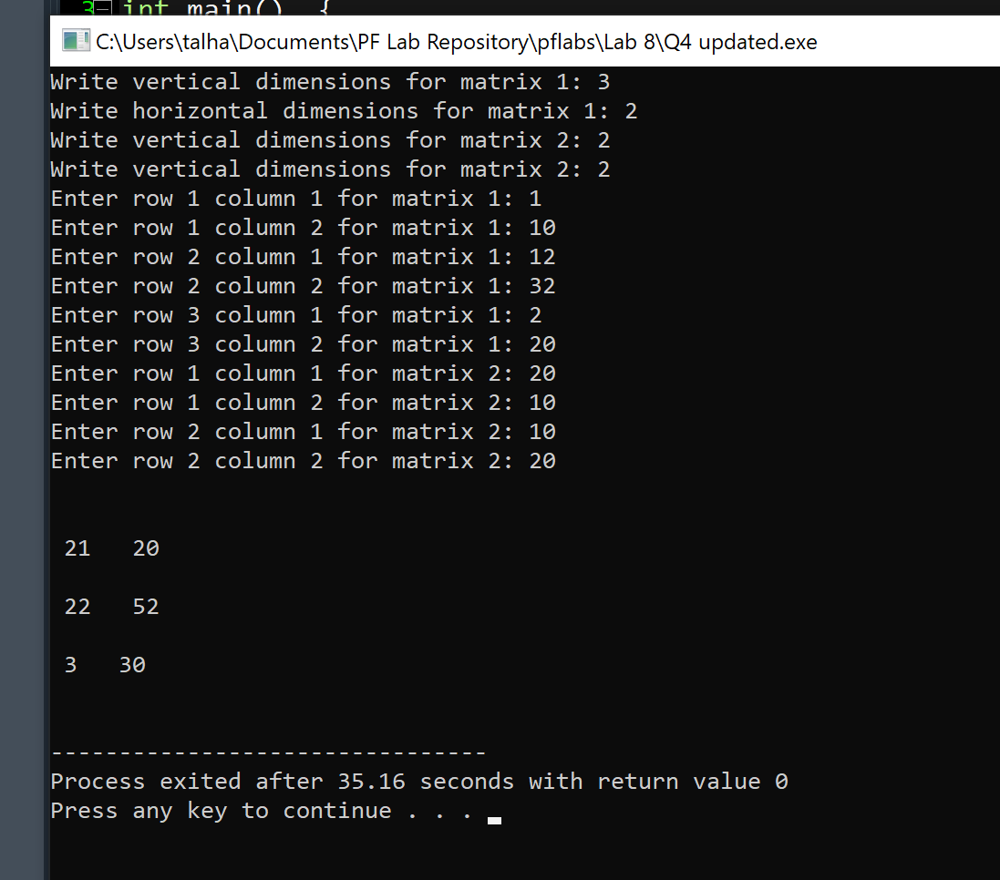 3 int main() {
C:\Users\talha\Documents\PF Lab Repository\pflabs\Lab 8\Q4 updated.exe
Write vertical dimensions for matrix 1: 3
Write horizontal dimensions for matrix 1: 2
Write vertical dimensions for matrix 2: 2
Write vertical dimensions for matrix 2: 2
Enter row 1 column 1 for matrix 1: 1
Enter row 1 column 2 for matrix 1: 10
Enter row 2 column 1 for matrix 1: 12
Enter row 2 column 2 for matrix 1: 32
Enter row 3 column 1 for matrix 1: 2
Enter row 3 column 2 for matrix 1: 20
Enter row 1 column 1 for matrix 2: 20
Enter row 1 column 2 for matrix 2: 10
Enter row 2 column 1 for matrix 2: 10
Enter row 2 column 2 for matrix 2: 20
21 20
22 52
3 30
--------------------------------
Process exited after 35.16 seconds with return value 0
Press any key to continue . . .